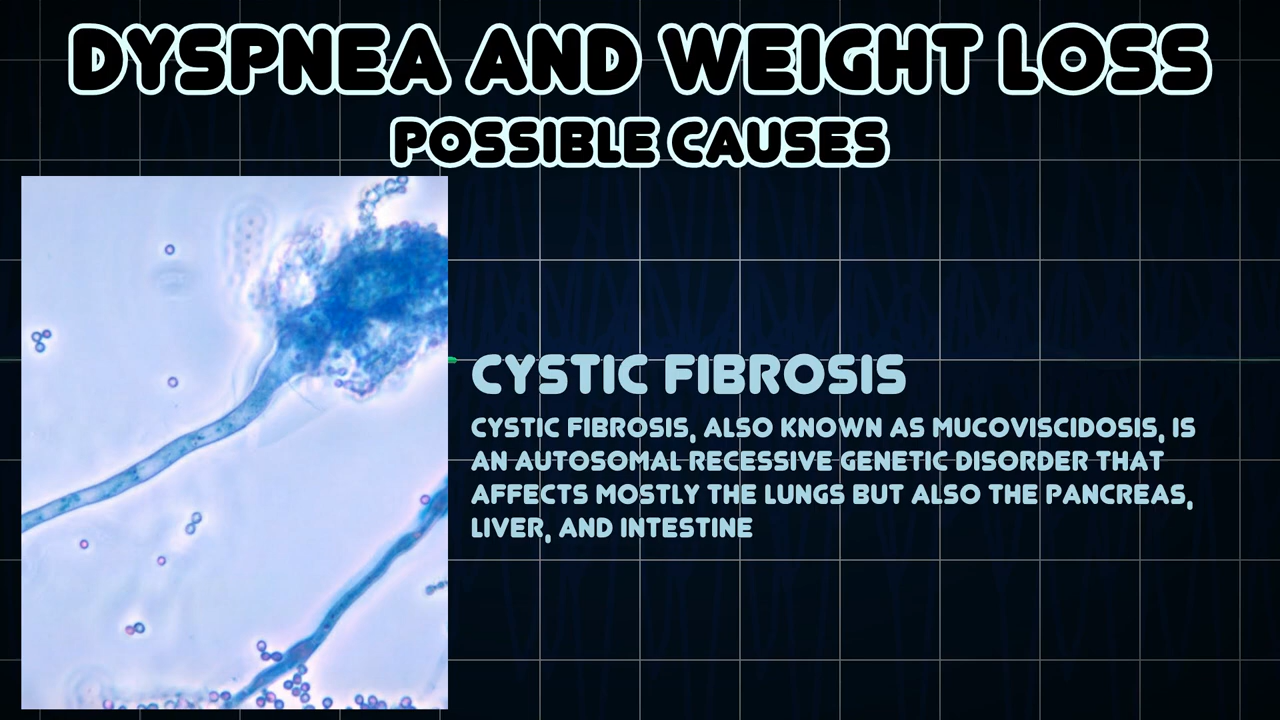 DYSPNEA AND WEIGHT LOSS
POSSIBLE CAUSES
CYSTIC FIBROSIS
CYSTIC FIBROSIS, ALSO KNOWN AS MUCOVISCIDOSIS, IS
AN AUTOSOMAL RECESSIVE GENETIC DISORDER THAT
AFFECTS MOSTLY THE LUNGS BUT ALSO THE PANCREAS,
LIVER, AND INTESTINE